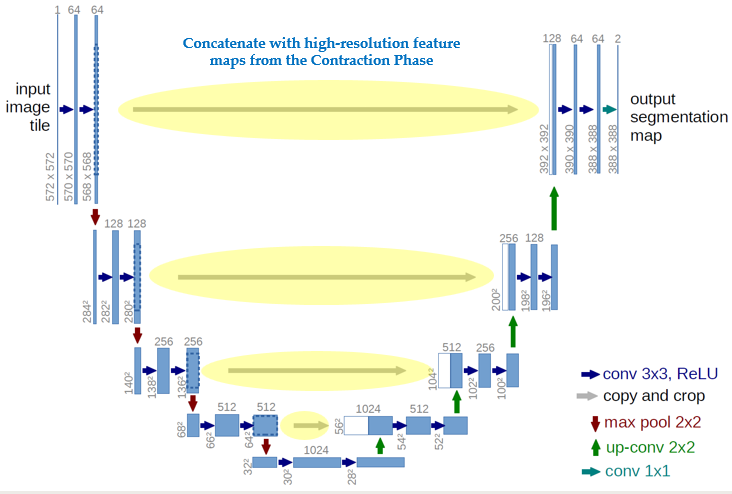 1 64 64
Concatenate with high-resolution feature
maps from the Contraction Phase
128 64 64 2
input
image
tile
output
segmentation
map
572 x 572
570 x 570
568 x 568
392 x 392
390 x 390
388 x 388
388 x 388
128 128
256 128
284²
282²
280²
200²
198²
196²
256 256
512 256
140²
138²
136²
104²
102²
100²
conv 3x3, ReLU
copy and crop
512 512
1024 512
68²
66²
64²
56²
54²
52²
max pool 2x2
up-conv 2x2
1024
32²
30²
28²
conv 1x1